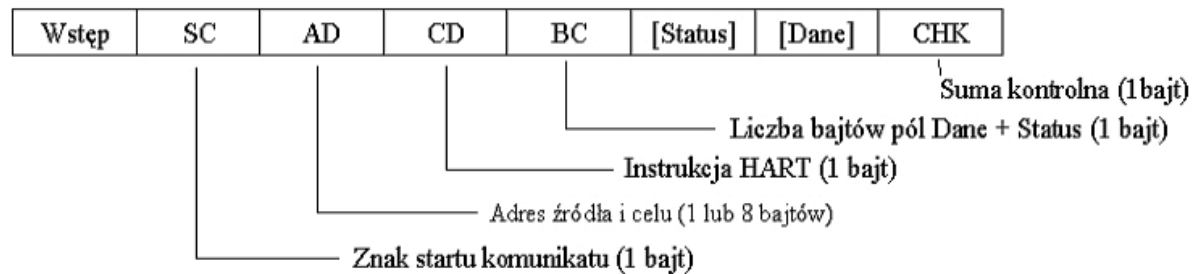 Wstęp SC AD CD BC [Status] [Dane] CHK
Suma kontrolna (1bajt)
Liczba bajtów pól Dane + Status (1 bajt)
Instrukcja HART (1 bajt)
Adres źródła i celu (1 lub 8 bajtów)
Znak startu komunikatu (1 bajt)